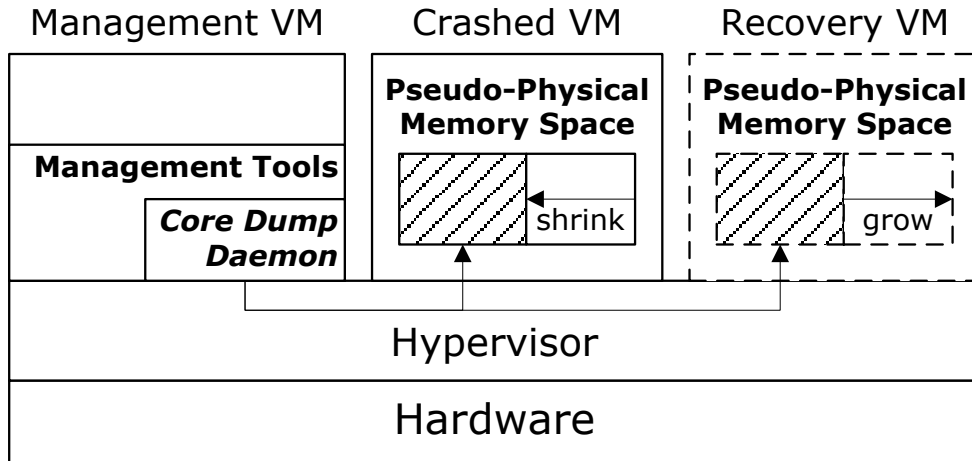 Management VM
Crashed VM
Recovery VM
Pseudo-Physical
Memory Space
Pseudo-Physical
Memory Space
Management Tools
Core Dump
Daemon
shrink
grow
Hypervisor
Hardware